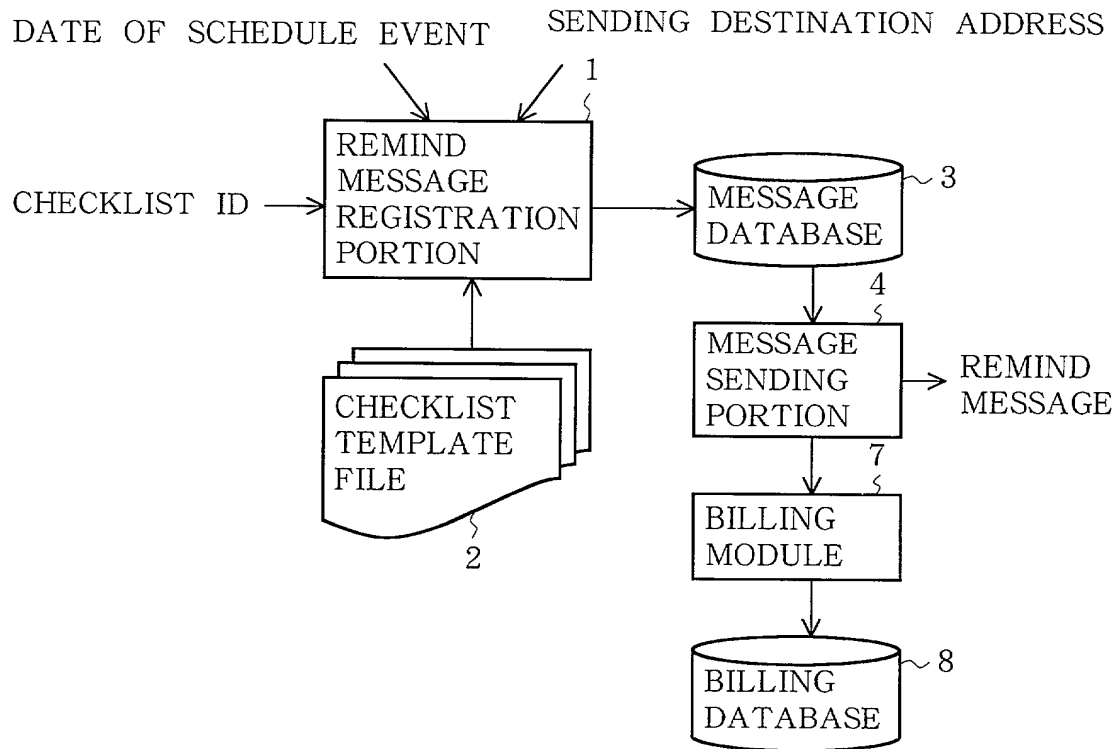 DATE OF SCHEDULE EVENT
SENDING DESTINATION ADDRESS
1
REMIND
MESSAGE
REGISTRATION
PORTION
CHECKLIST ID
3
MESSAGE
DATABASE
4
MESSAGE
SENDING
PORTION
REMIND
MESSAGE
CHECKLIST
TEMPLATE
FILE
2
7
BILLING
MODULE
8
BILLING
DATABASE